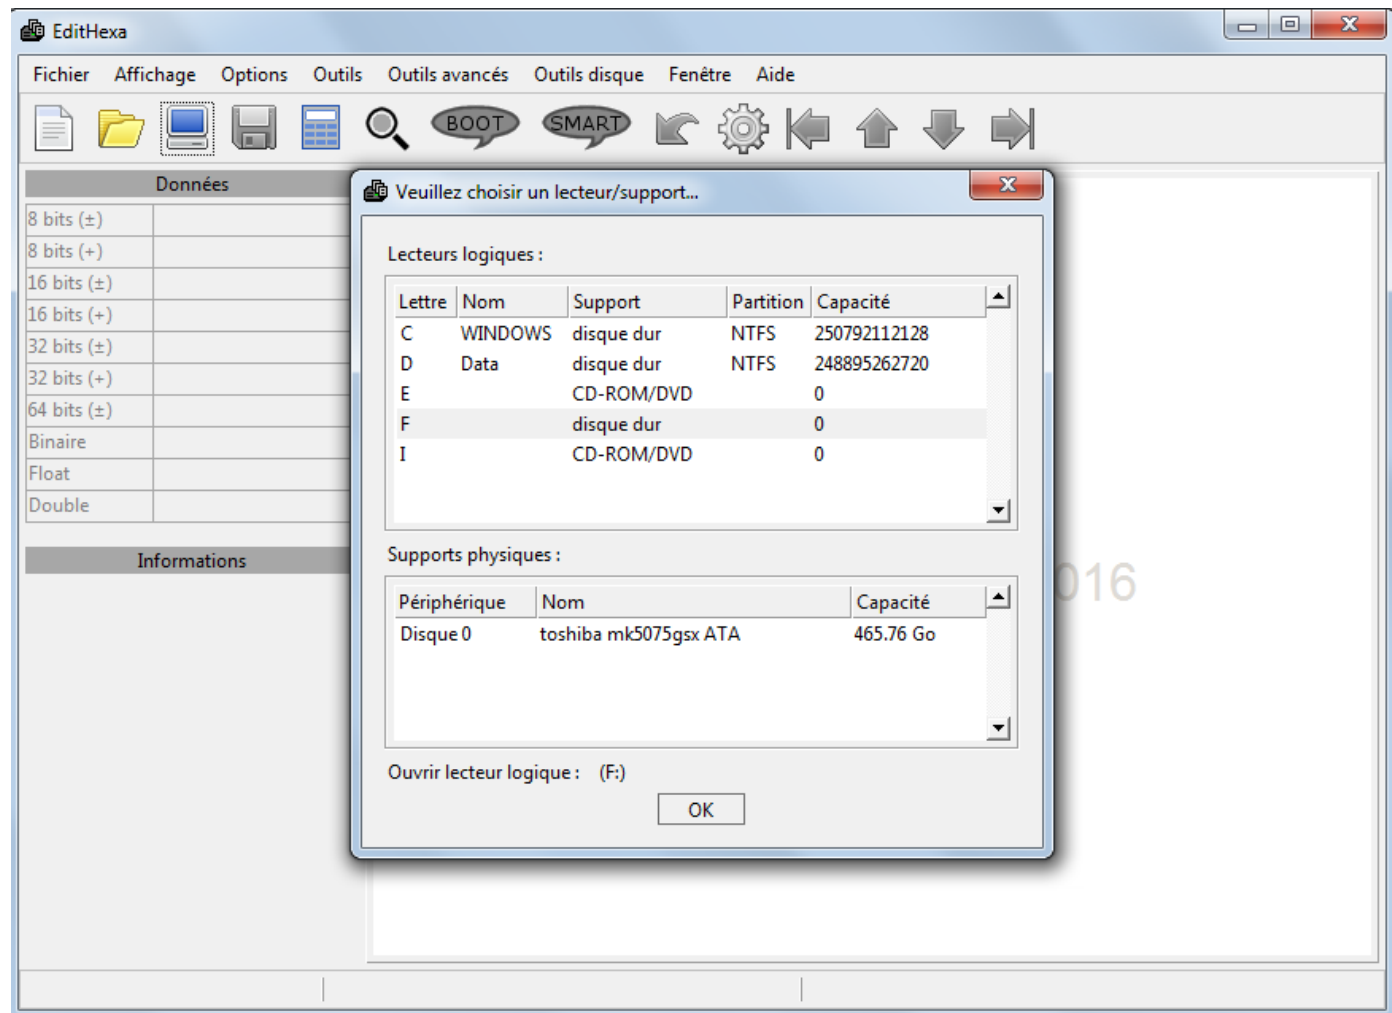 EditHexa
Fichier Affichage Options Outils Outils avancés Outils disque Fenêtre Aide
BOOT SMART
Données
8 bits (±)
8 bits (+)
16 bits (±)
16 bits (+)
32 bits (±)
32 bits (+)
64 bits (±)
Binaire
Float
Double
Informations
Veuillez choisir un lecteur/support...
Lecteurs logiques :
Lettre Nom Support Partition Capacité
C WINDOWS disque dur NTFS 250792112128
D Data disque dur NTFS 248895262720
E CD-ROM/DVD 0
F disque dur 0
I CD-ROM/DVD 0
Supports physiques :
Périphérique Nom Capacité
Disque 0 toshiba mk5075gsx ATA 465.76 Go
Ouvrir lecteur logique : (F:)
OK
016